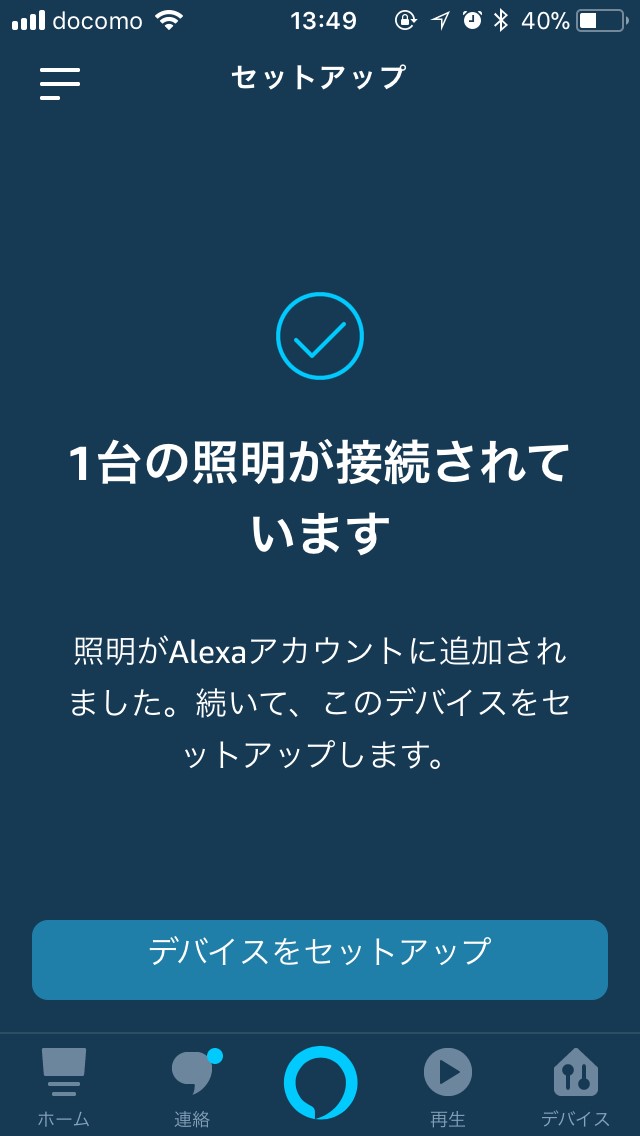 docomo 13:49 40%
セットアップ
1台の照明が接続されて
います
照明がAlexaアカウントに追加され
ました。続いて、このデバイスをセ
ットアップします。
デバイスをセットアップ
ホーム 連絡 再生 デバイス